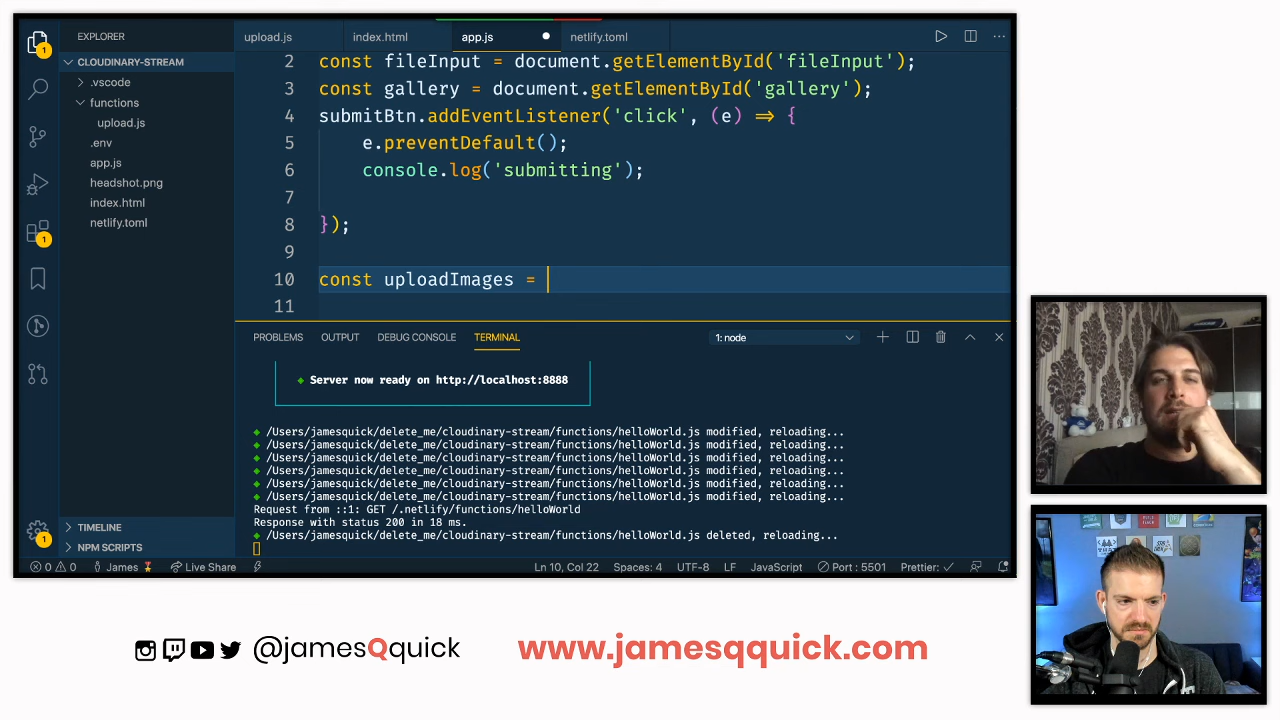 EXPLORER
CLOUDINARY-STREAM
.vscode
functions
upload.js
.env
app.js
headshot.png
index.html
netlify.toml
TIMELINE
NPM SCRIPTS
1
1
1
upload.js index.html app.js netlify.toml
2 const fileInput = document.getElementById('fileInput');
3 const gallery = document.getElementById('gallery');
4 submitBtn.addEventListener('click', (e) => {
5 e.preventDefault();
6 console.log('submitting');
7
8 });
9
10 const uploadImages =
11
PROBLEMS OUTPUT DEBUG CONSOLE TERMINAL 1: node
Server now ready on http://localhost:8888
/Users/jamesquick/delete_me/cloudinary-stream/functions/helloWorld.js modified, reloading...
/Users/jamesquick/delete_me/cloudinary-stream/functions/helloWorld.js modified, reloading...
/Users/jamesquick/delete_me/cloudinary-stream/functions/helloWorld.js modified, reloading...
/Users/jamesquick/delete_me/cloudinary-stream/functions/helloWorld.js modified, reloading...
/Users/jamesquick/delete_me/cloudinary-stream/functions/helloWorld.js modified, reloading...
/Users/jamesquick/delete_me/cloudinary-stream/functions/helloWorld.js modified, reloading...
Request from ::1: GET /.netlify/functions/helloWorld
Response with status 200 in 18 ms.
/Users/jamesquick/delete_me/cloudinary-stream/functions/helloWorld.js deleted, reloading...
0 0 James Live Share Ln 10, Col 22 Spaces: 4 UTF-8 LF JavaScript Port : 5501 Prettier: ✓
@jamesQquick www.jamesqquick.com